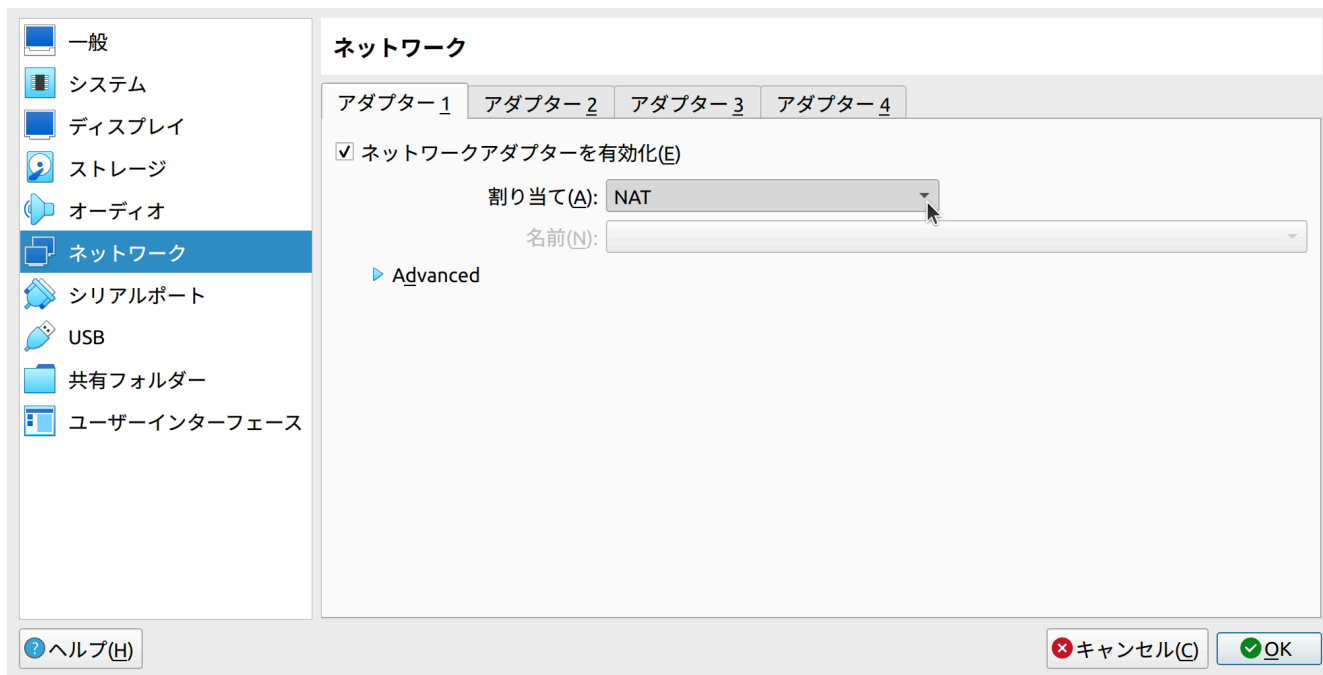 一般
システム
ディスプレイ
ストレージ
オーディオ
ネットワーク
シリアルポート
USB
共有フォルダー
ユーザーインターフェース
ネットワーク
アダプター 1 アダプター 2 アダプター 3 アダプター 4
ネットワークアダプターを有効化(E)
割り当て(A): NAT
名前(N):
Advanced
ヘルプ(H) キャンセル(C) OK